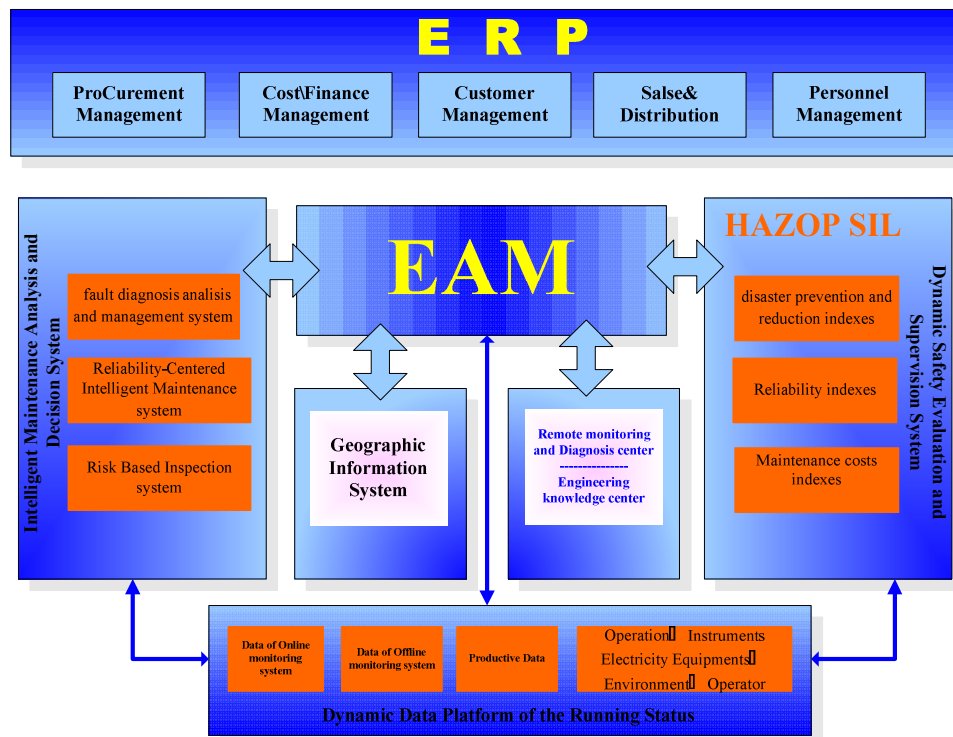 E R P
ProCurement
Management
Cost\Finance
Management
Customer
Management
Salse&
Distribution
Personnel
Management
Intelligent Maintenance Analysis and
Decision System
fault diagnosis analisis
and management system
Reliability-Centered
Intelligent Maintenance
system
Risk Based Inspection
system
EAM
Geographic
Information
System
Remote monitoring
and Diagnosis center
---------------
Engineering
knowledge center
HAZOP SIL
disaster prevention and
reduction indexes
Reliability indexes
Maintenance costs
indexes
Dynamic Safety Evaluation and
Supervision System
Data of Online
monitoring
system
Data of Offline
monitoring system
Productive Data
Operation▯ Instruments
Electricity Equipments▯
Environment▯ Operator
Dynamic Data Platform of the Running Status